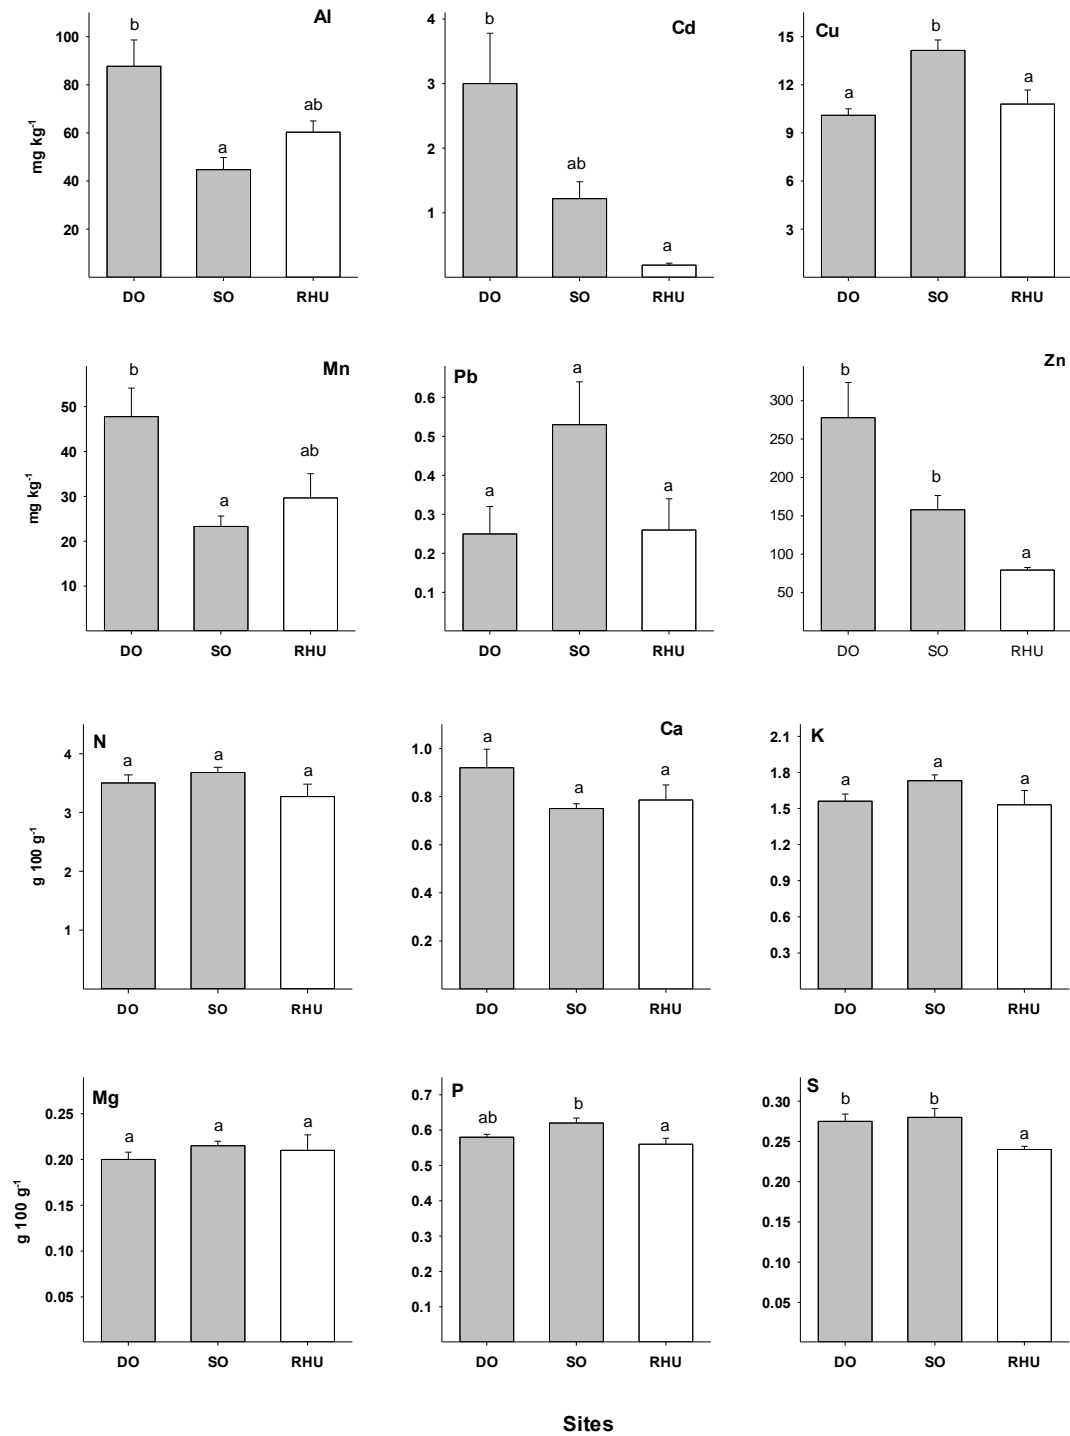 Al
b
a
ab
mg kg-1
100
80
60
40
20
DO SO RHU
Cd
b
ab
a
4
3
2
1
DO SO RHU
Cu
a
b
a
15
12
9
6
3
DO SO RHU
Mn
b
a
ab
mg kg-1
50
40
30
20
10
DO SO RHU
Pb
a
a
a
0.6
0.5
0.4
0.3
0.2
0.1
DO SO RHU
Zn
b
b
a
300
250
200
150
100
50
DO SO RHU
N
a
a
a
g 100 g-1
4
3
2
1
DO SO RHU
Ca
a
a
a
1.0
0.8
0.6
0.4
0.2
DO SO RHU
K
a
a
a
2.1
1.8
1.5
1.2
0.9
0.6
0.3
DO SO RHU
Mg
a
a
a
g 100 g-1
0.25
0.20
0.15
0.10
0.05
DO SO RHU
P
ab
b
a
0.7
0.6
0.5
0.4
0.3
0.2
0.1
DO SO RHU
S
b
b
a
0.30
0.25
0.20
0.15
0.10
0.05
DO SO RHU
Sites